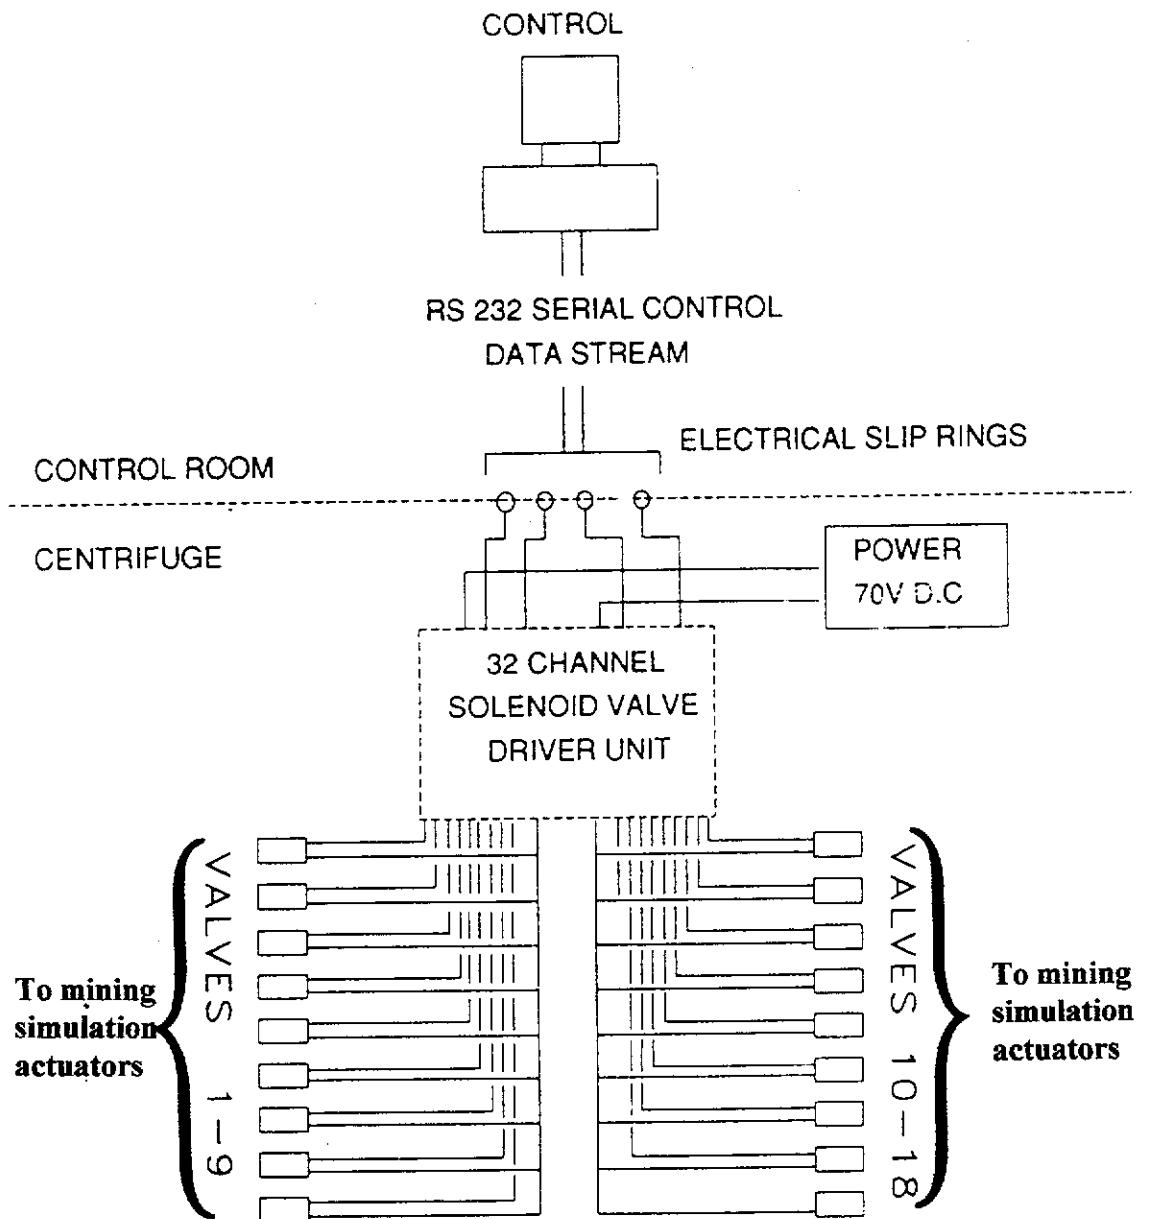 CONTROL
RS 232 SERIAL CONTROL
DATA STREAM
ELECTRICAL SLIP RINGS
CONTROL ROOM
CENTRIFUGE
POWER
70V D.C
32 CHANNEL
SOLENOID VALVE
DRIVER UNIT
To mining
simulation
actuators
VALVES 1-9
VALVES 10-18
To mining
simulation
actuators